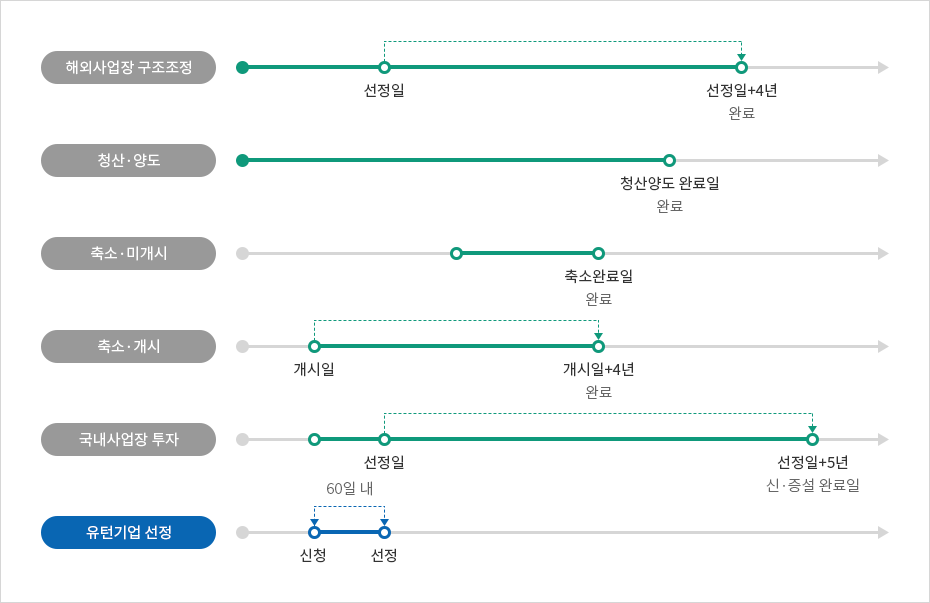 해외사업장 구조조정
선정일
선정일+4년
완료
청산·양도
청산양도 완료일
완료
축소·미개시
축소완료일
완료
축소·개시
개시일
개시일+4년
완료
국내사업장 투자
선정일
선정일+5년
신·증설 완료일
60일 내
유턴기업 선정
신청
선정